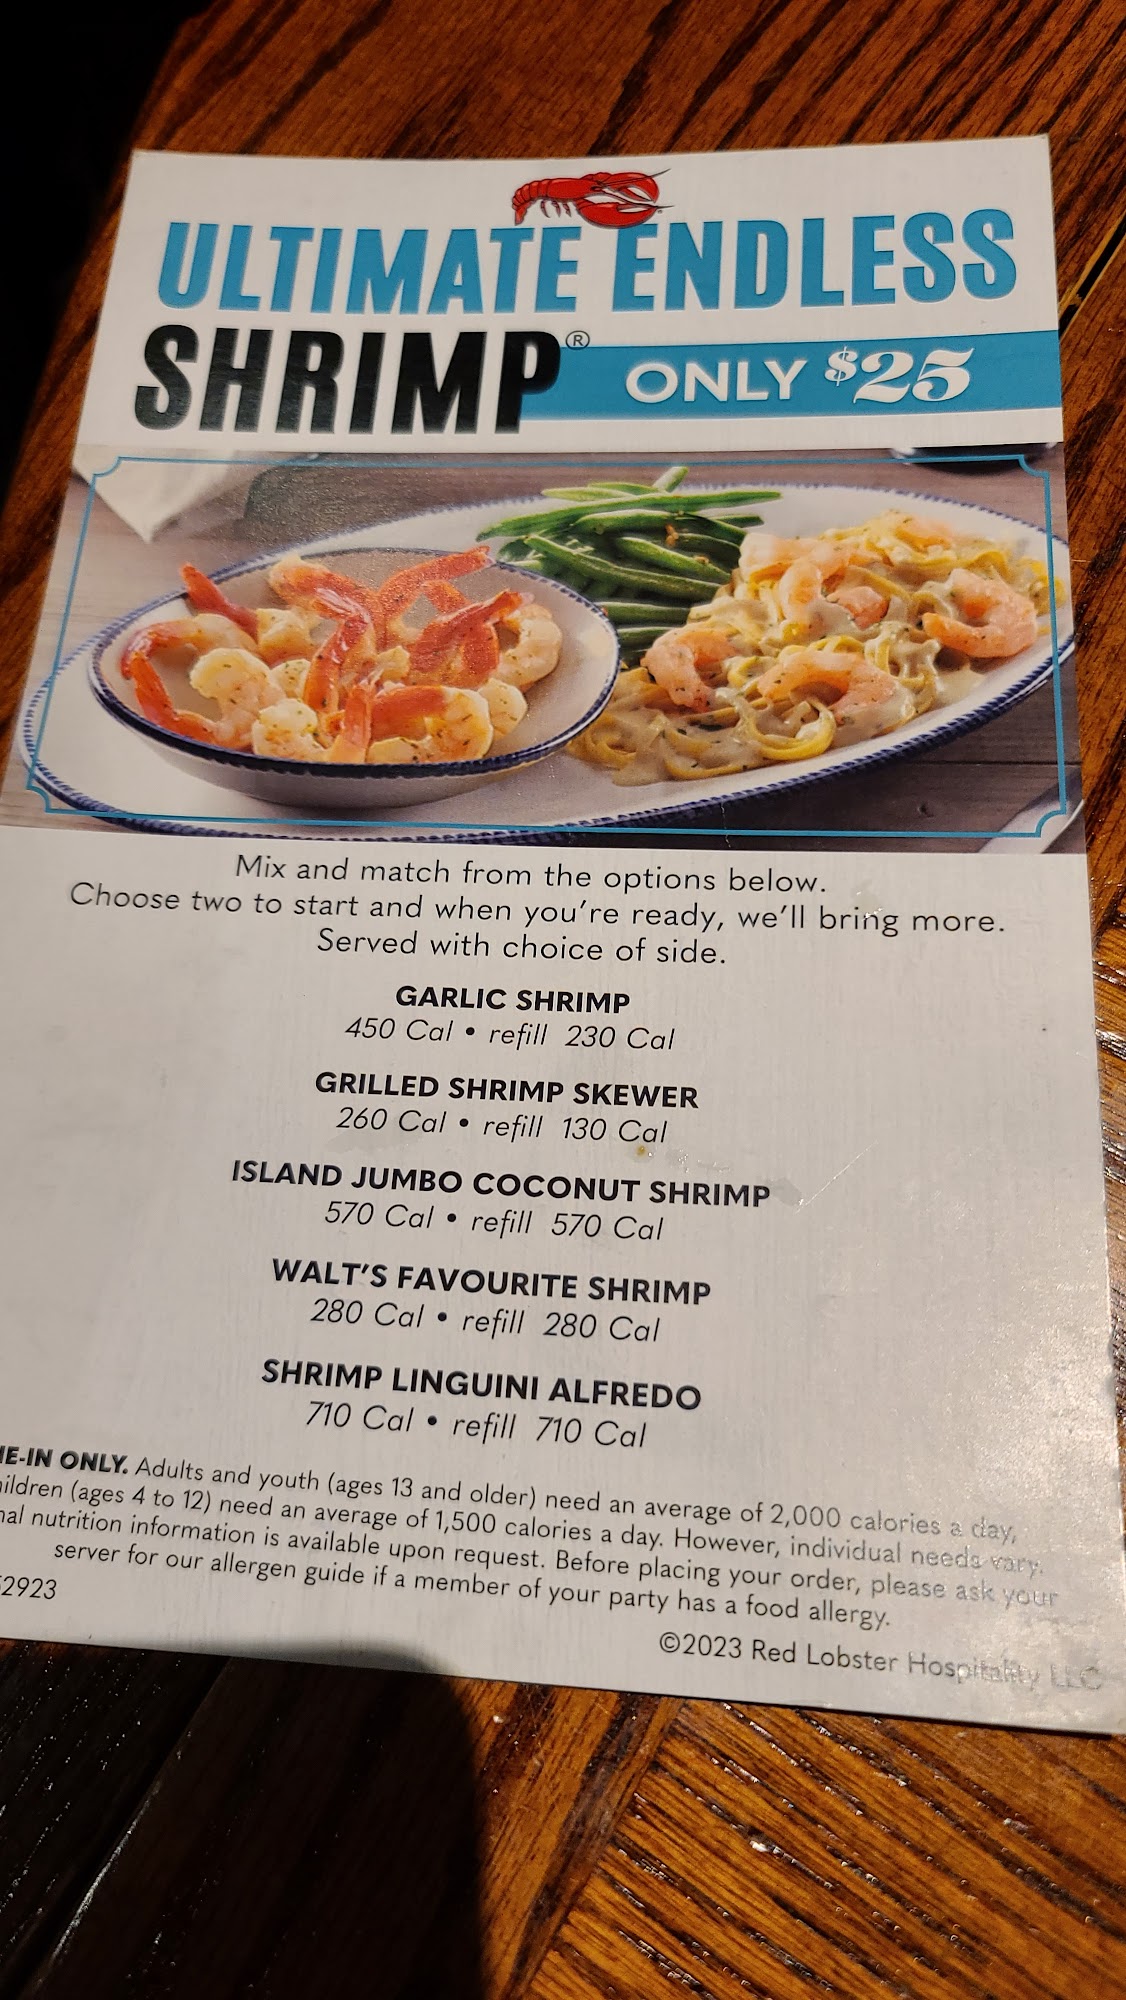 ULTIMATE ENDLESS
SHRIMP® ONLY $25
Mix and match from the options below.
Choose two to start and when you're ready, we'll bring more.
Served with choice of side.
GARLIC SHRIMP
450 Cal • refill 230 Cal
GRILLED SHRIMP SKEWER
260 Cal • refill 130 Cal
ISLAND JUMBO COCONUT SHRIMP
570 Cal • refill 570 Cal
WALT'S FAVOURITE SHRIMP
280 Cal • refill 280 Cal
SHRIMP LINGUINI ALFREDO
710 Cal • refill 710 Cal
ONLY. Adults and youth (ages 13 and older) need an average of 2,000 calories a day,
(ages 4 to 12) need an average of 1,500 calories a day. However, individual needs vary.
nutrition information is available upon request. Before placing your order, please ask your
server for our allergen guide if a member of your party has a food allergy.
2923
©2023 Red Lobster Hospitality LLC